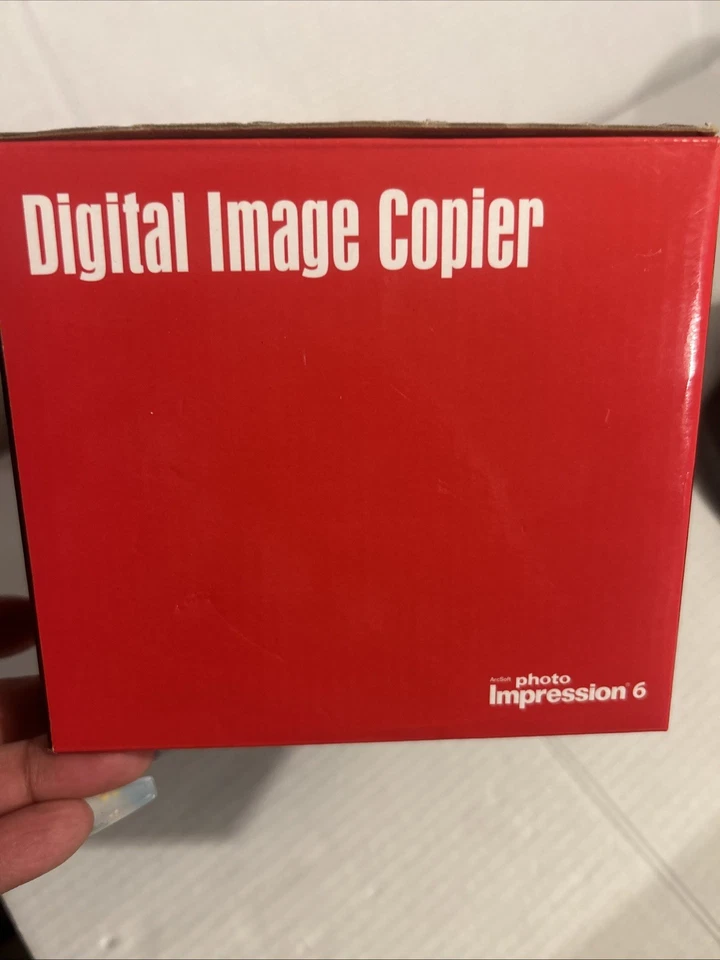 Digital Image Copier
ArcSoft photo
Impression® 6